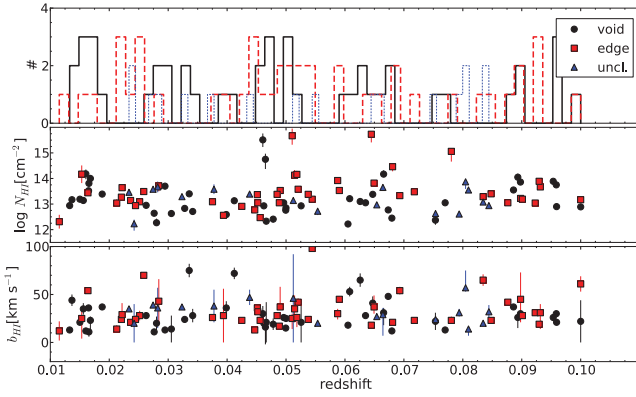 4
2
0
#
void
edge
uncl.
15
14
13
12
log N_HI[cm⁻²]
100
50
0
b_HI[km s⁻¹]
0.01 0.02 0.03 0.04 0.05 0.06 0.07 0.08 0.09 0.10
redshift